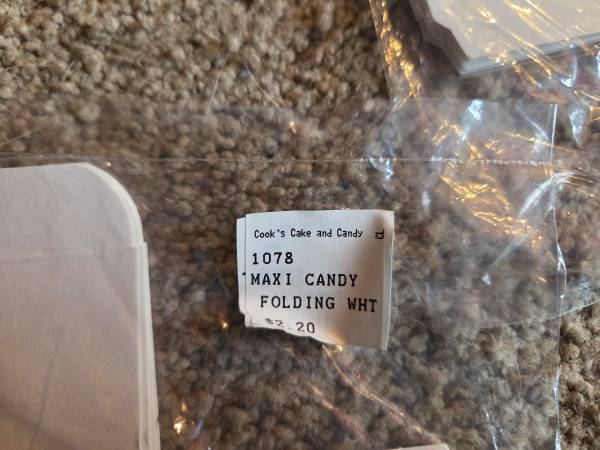 Cook's Cake and Candy
1078
MAXI CANDY
FOLDING WHT
$2.20